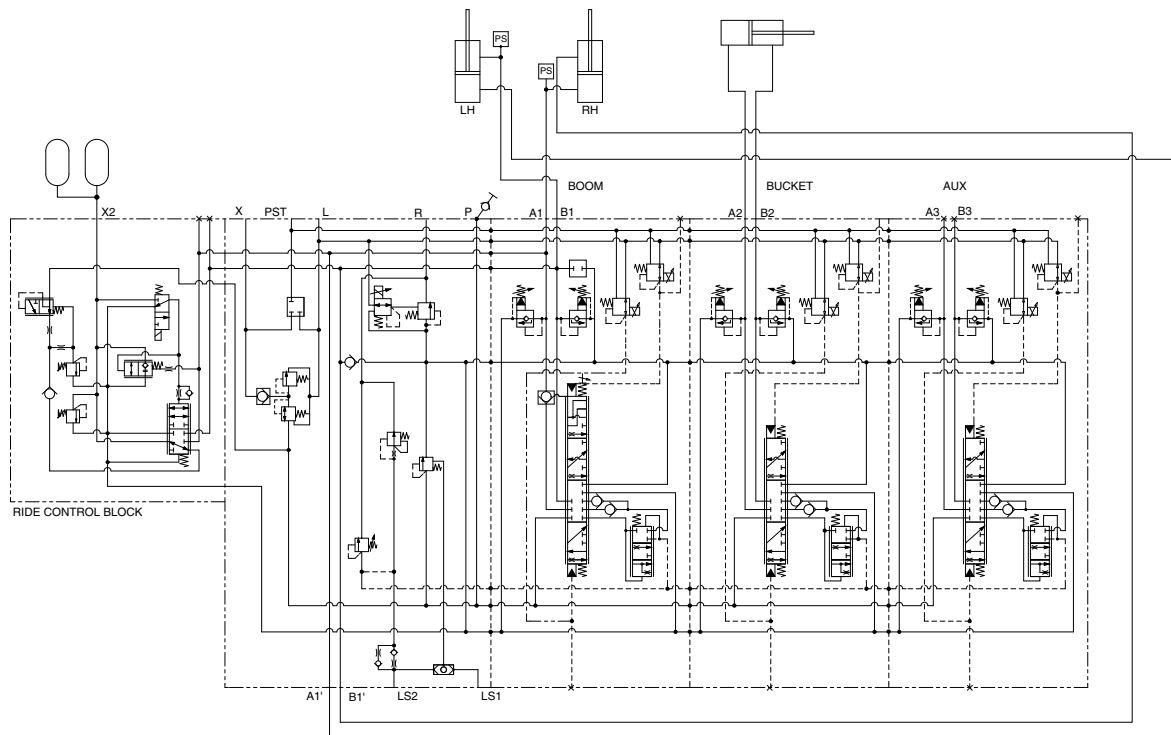 PS
PS
LH
RH
BOOM
BUCKET
AUX
X2
X
PST
L
R
P
A1
B1
A2
B2
A3
B3
RIDE CONTROL BLOCK
A1'
B1'
LS2
LS1